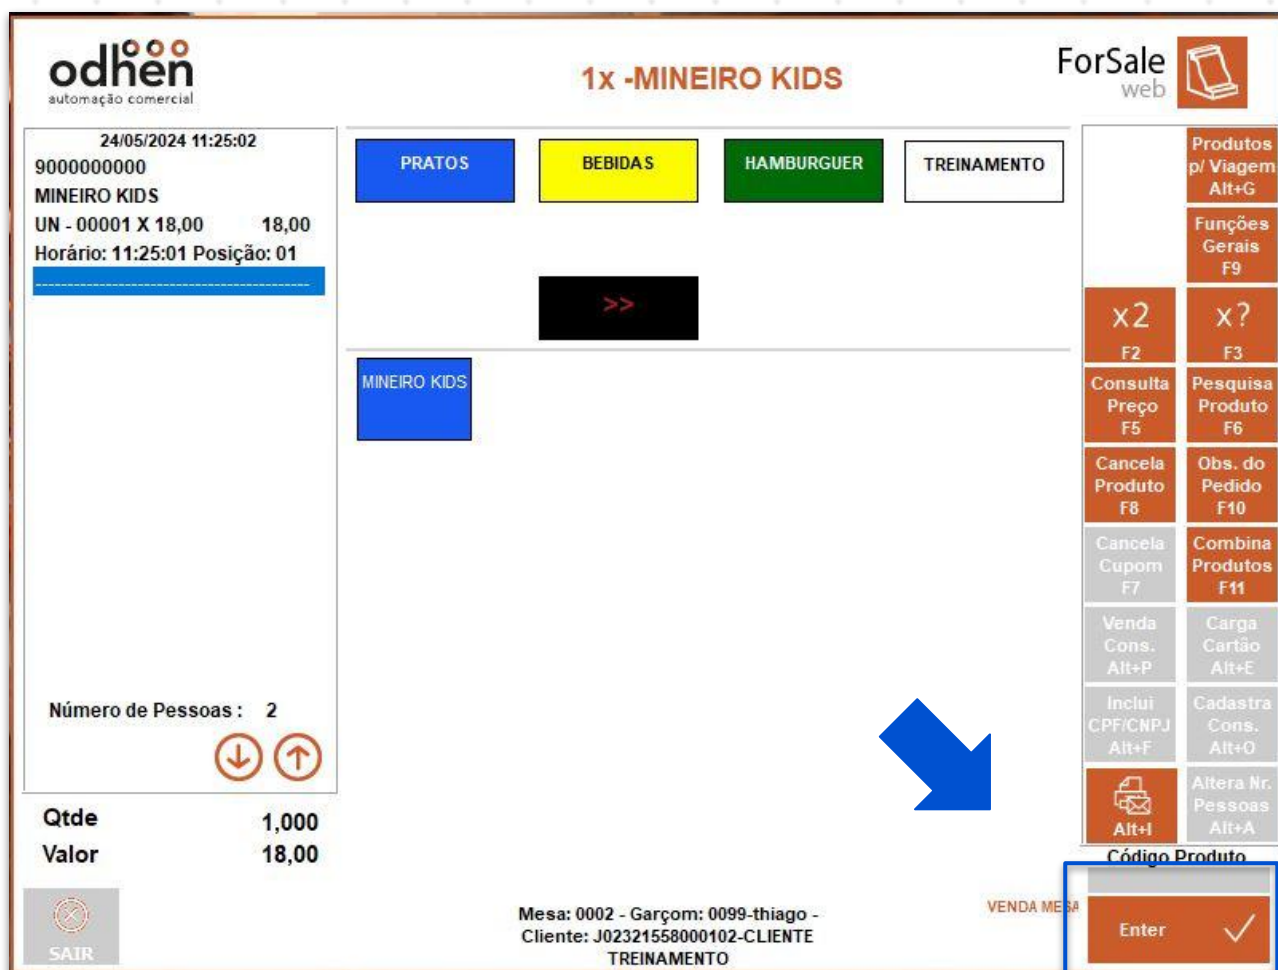 odhen
automação comercial
1x -MINEIRO KIDS
ForSale
web
24/05/2024 11:25:02
9000000000
MINEIRO KIDS
UN - 00001 X 18,00 18,00
Horário: 11:25:01 Posição: 01
--------------------------------------------
Número de Pessoas : 2
Qtde 1,000
Valor 18,00
SAIR
PRATOS
BEBIDAS
HAMBURGUER
TREINAMENTO
>>
MINEIRO KIDS
Produtos
p/ Viagem
Alt+G
Funções
Gerais
F9
x2
F2
x?
F3
Consulta
Preço
F5
Pesquisa
Produto
F6
Cancela
Produto
F8
Obs. do
Pedido
F10
Cancela
Cupom
F7
Combina
Produtos
F11
Venda
Cons.
Alt+P
Carga
Cartão
Alt+E
Inclui
CPF/CNPJ
Alt+F
Cadastra
Cons.
Alt+O
Alt+I
Altera Nr.
Pessoas
Alt+A
Código Produto
Enter
VENDA MESA
Mesa: 0002 - Garçom: 0099-thiago -
Cliente: J02321558000102-CLIENTE
TREINAMENTO